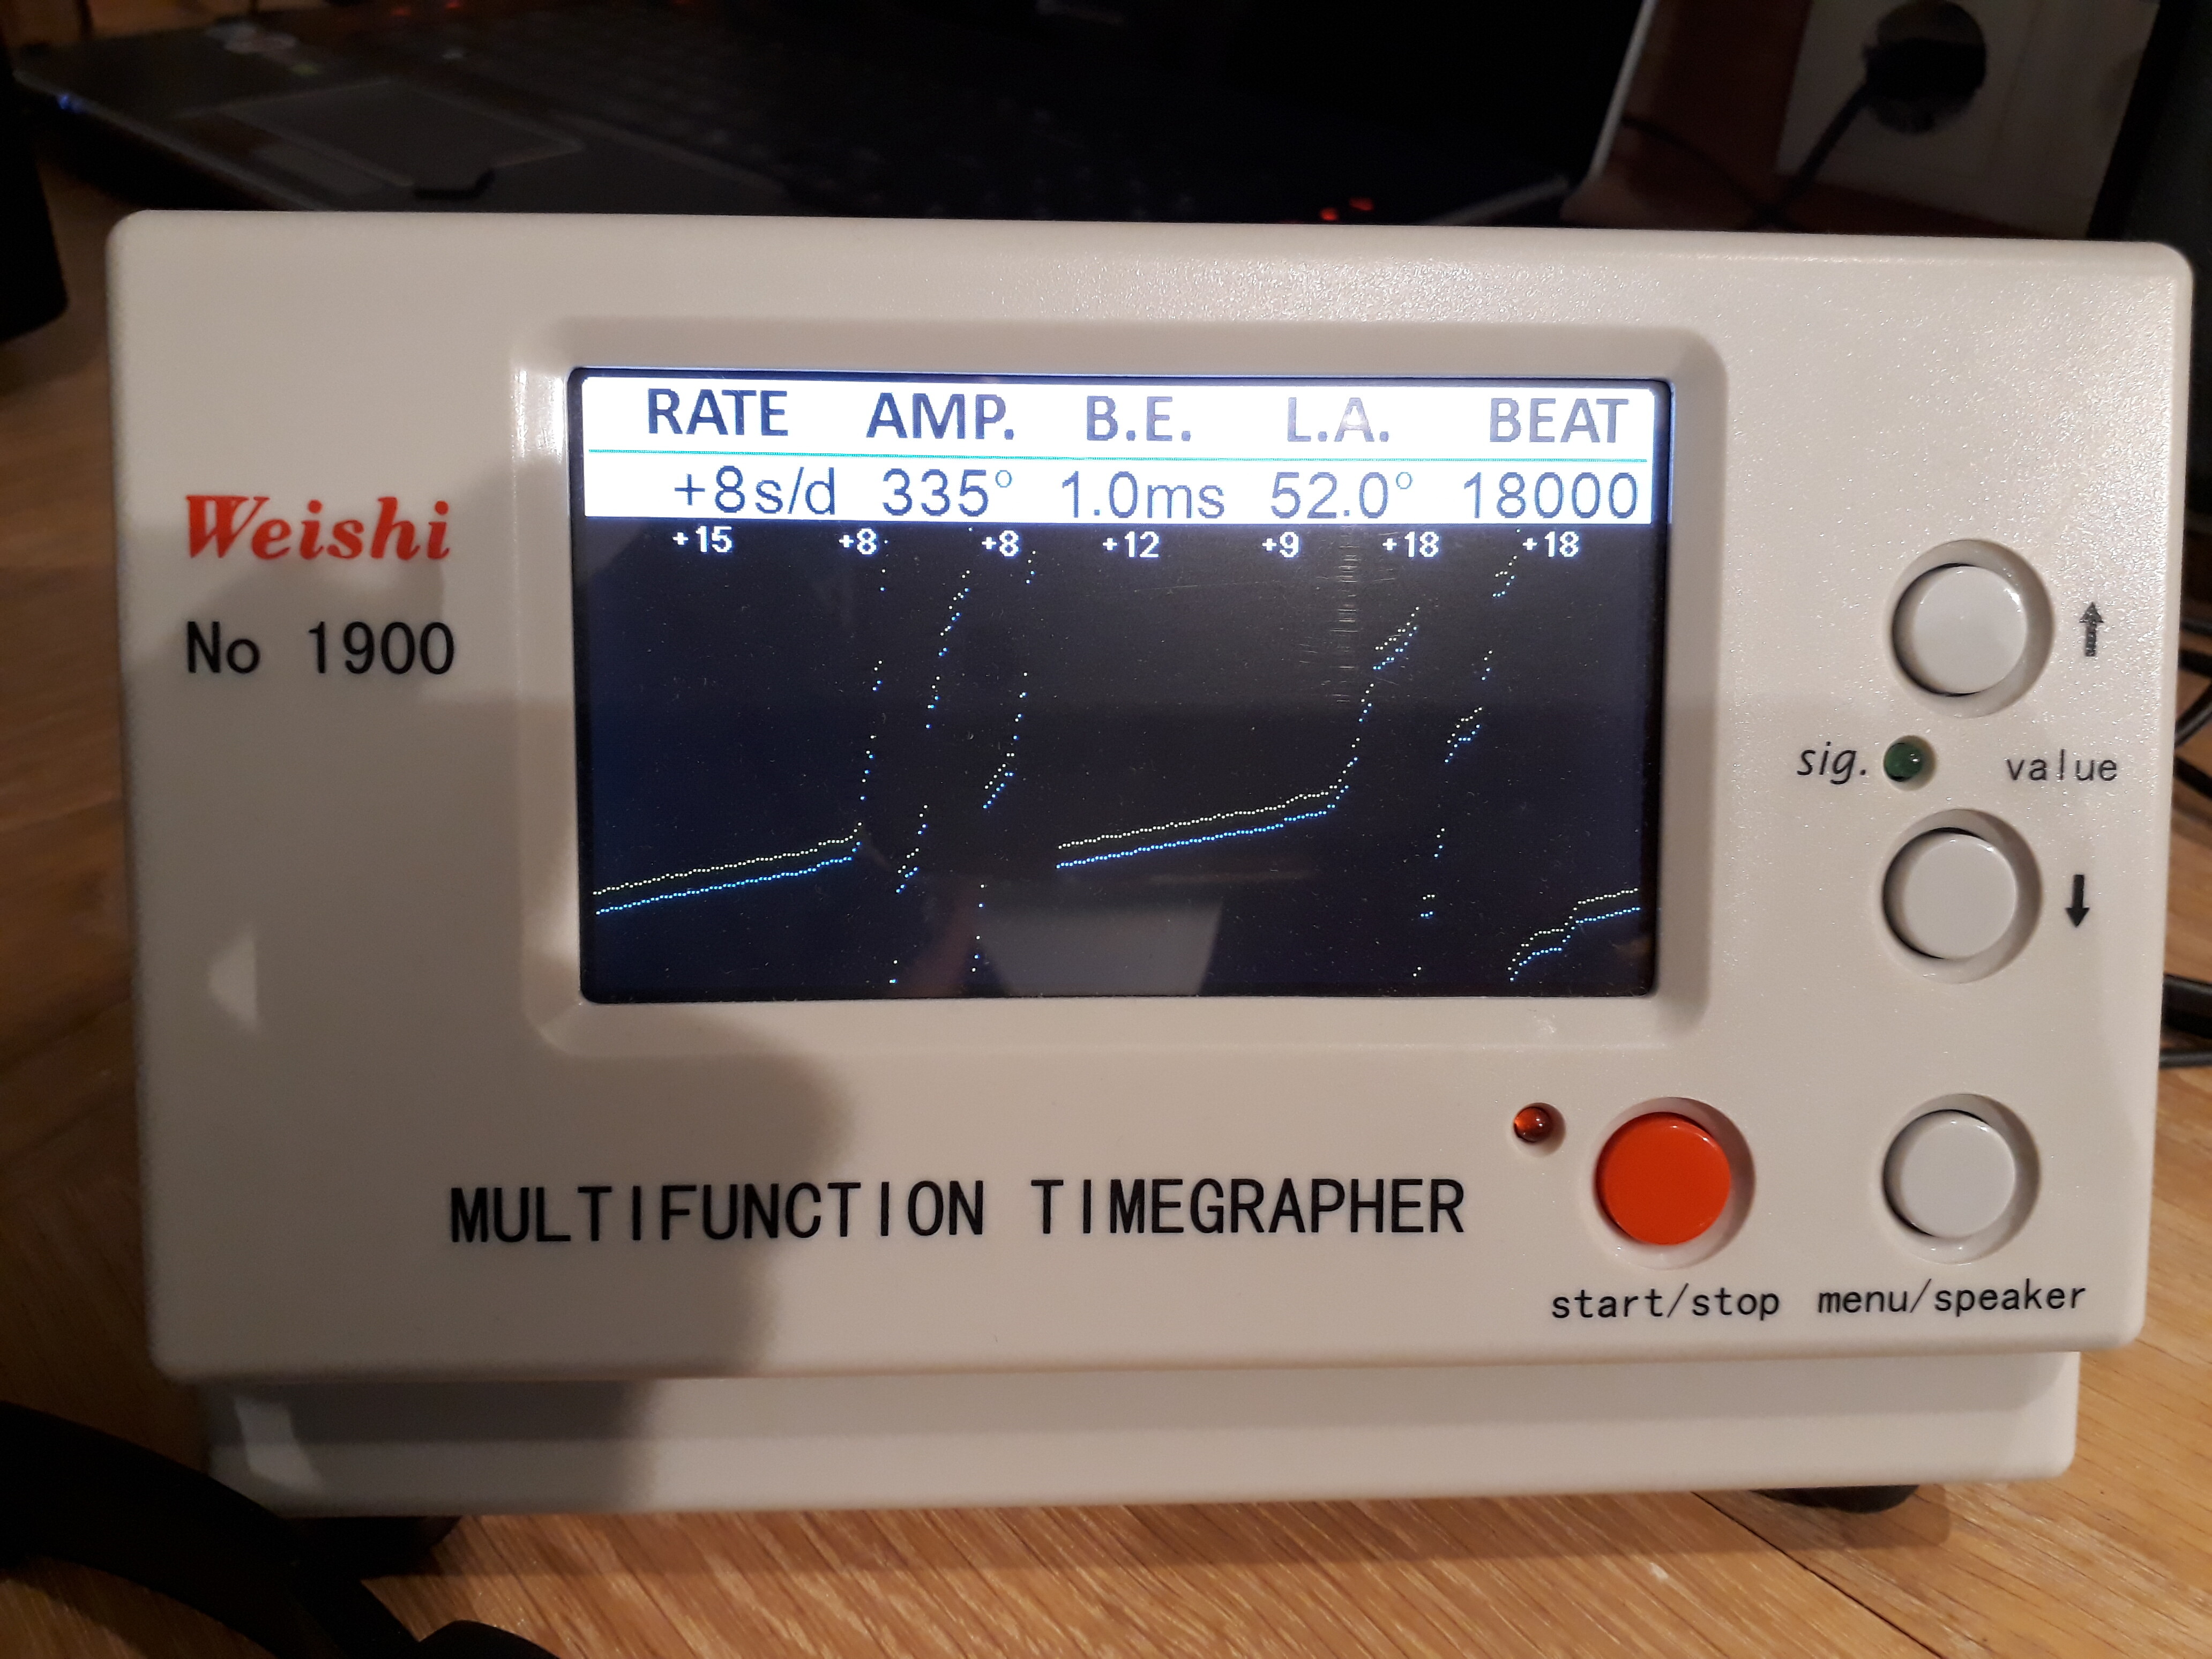 RATE AMP. B.E. L.A. BEAT
+8s/d 335° 1.0ms 52.0° 18000
+15 +8 +8 +12 +9 +18 +18
Weishi
No 1900
sig. value
MULTIFUNCTION TIMEGRAPHER
start/stop menu/speaker